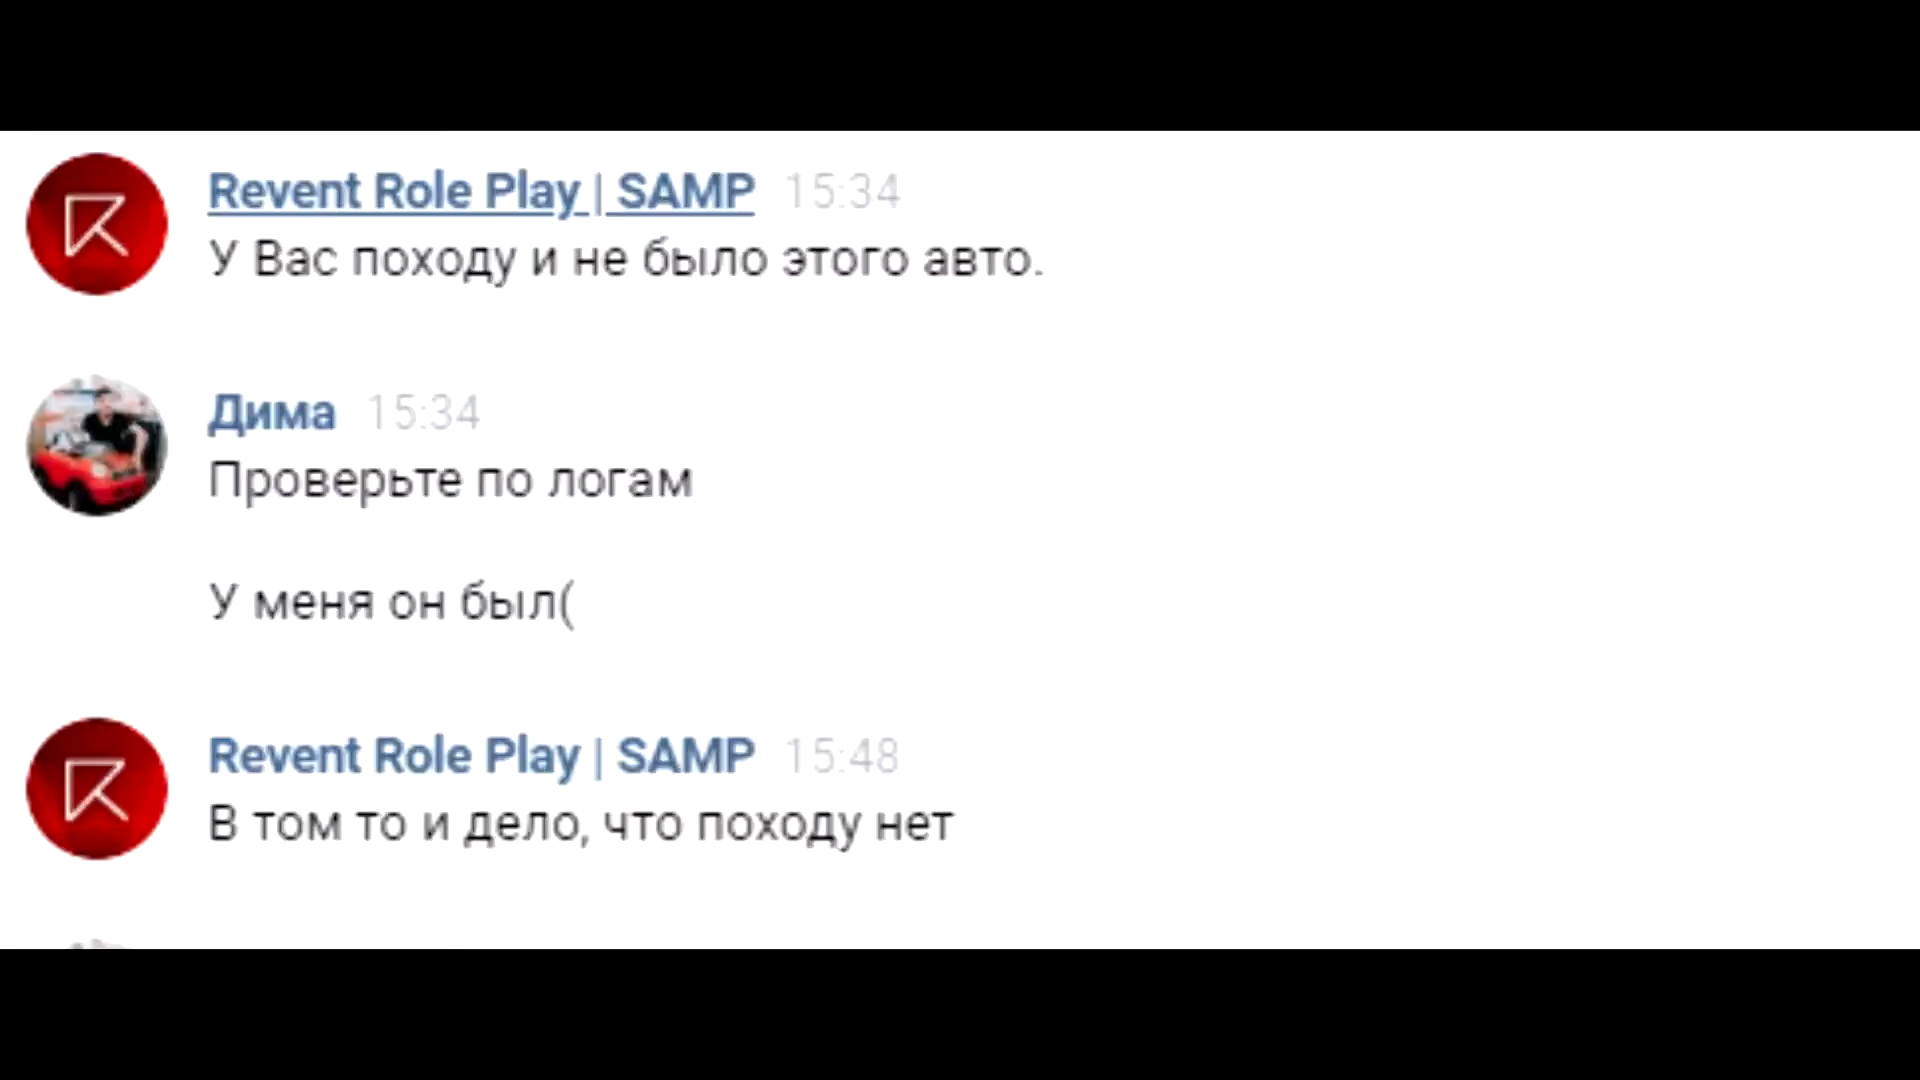 Revent Role Play | SAMP 15:34
У Вас походу и не было этого авто.
Дима 15:34
Проверьте по логам
У меня он был(
Revent Role Play | SAMP 15:48
В том то и дело, что походу нет